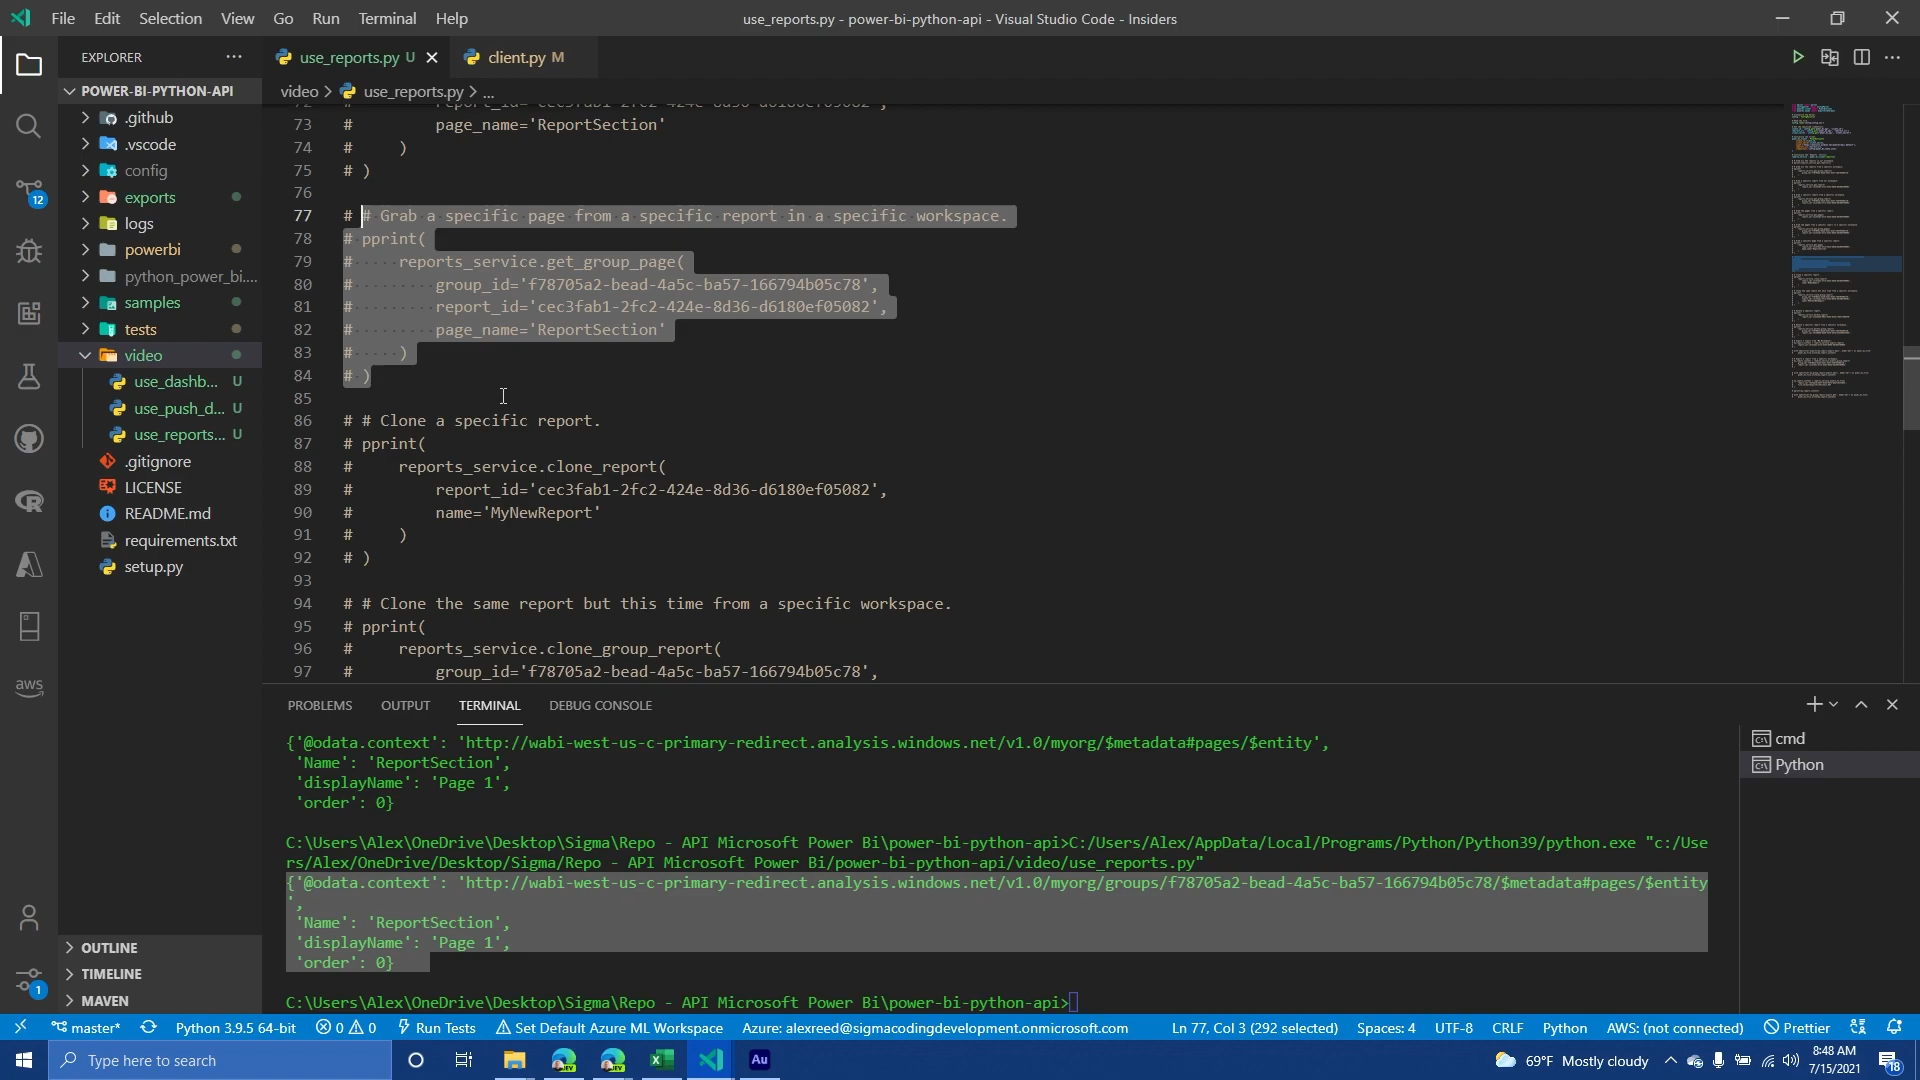 File Edit Selection View Go Run Terminal Help
use_reports.py - power-bi-python-api - Visual Studio Code - Insiders
EXPLORER ...
use_reports.py U
client.py M
POWER-BI-PYTHON-API
video > use_reports.py > ...
.github
.vscode
config
exports
logs
powerbi
python_power_bi....
samples
tests
video
use_dashb... U
use_push_d... U
use_reports... U
.gitignore
LICENSE
README.md
requirements.txt
setup.py
OUTLINE
TIMELINE
MAVEN
12
aws
1
72 # report_id='cec3fab1-2fc2-424e-8d36-d6180ef05082',
73 # page_name='ReportSection'
74 # )
75 # )
76
77 # # Grab a specific page from a specific report in a specific workspace.
78 # pprint(
79 # reports_service.get_group_page(
80 # group_id='f78705a2-bead-4a5c-ba57-166794b05c78',
81 # report_id='cec3fab1-2fc2-424e-8d36-d6180ef05082',
82 # page_name='ReportSection'
83 # )
84 # )
85
86 # # Clone a specific report.
87 # pprint(
88 # reports_service.clone_report(
89 # report_id='cec3fab1-2fc2-424e-8d36-d6180ef05082',
90 # name='MyNewReport'
91 # )
92 # )
93
94 # # Clone the same report but this time from a specific workspace.
95 # pprint(
96 # reports_service.clone_group_report(
97 # group_id='f78705a2-bead-4a5c-ba57-166794b05c78',
PROBLEMS OUTPUT TERMINAL DEBUG CONSOLE
{'@odata.context': 'http://wabi-west-us-c-primary-redirect.analysis.windows.net/v1.0/myorg/$metadata#pages/$entity',
'Name': 'ReportSection',
'displayName': 'Page 1',
'order': 0}
C:\Users\Alex\OneDrive\Desktop\Sigma\Repo - API Microsoft Power Bi\power-bi-python-api>C:/Users/Alex/AppData/Local/Programs/Python/Python39/python.exe "c:/Use
rs/Alex/OneDrive/Desktop/Sigma/Repo - API Microsoft Power Bi/power-bi-python-api/video/use_reports.py"
{'@odata.context': 'http://wabi-west-us-c-primary-redirect.analysis.windows.net/v1.0/myorg/groups/f78705a2-bead-4a5c-ba57-166794b05c78/$metadata#pages/$entity
',
'Name': 'ReportSection',
'displayName': 'Page 1',
'order': 0}
C:\Users\Alex\OneDrive\Desktop\Sigma\Repo - API Microsoft Power Bi\power-bi-python-api>
cmd
Python
master* Python 3.9.5 64-bit 0 0 Run Tests Set Default Azure ML Workspace Azure: alexreed@sigmacodingdevelopment.onmicrosoft.com Ln 77, Col 3 (292 selected) Spaces: 4 UTF-8 CRLF Python AWS: (not connected) Prettier
Type here to search
Au
69°F Mostly cloudy
8:48 AM
7/15/2021
18